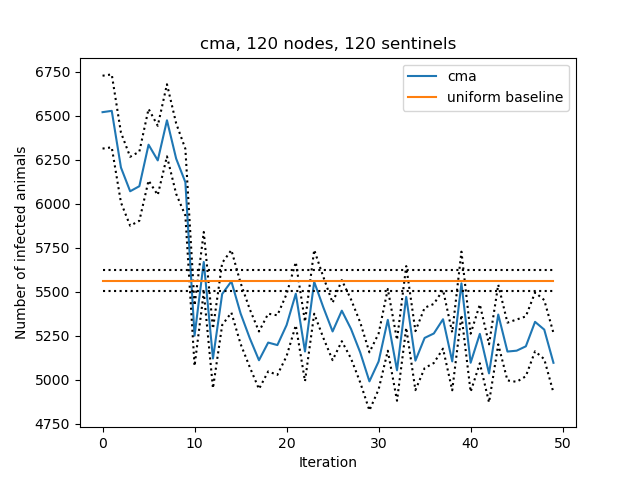 cma, 120 nodes, 120 sentinels
cma
uniform baseline
Number of infected animals
6750
6500
6250
6000
5750
5500
5250
5000
4750
0 10 20 30 40 50
Iteration